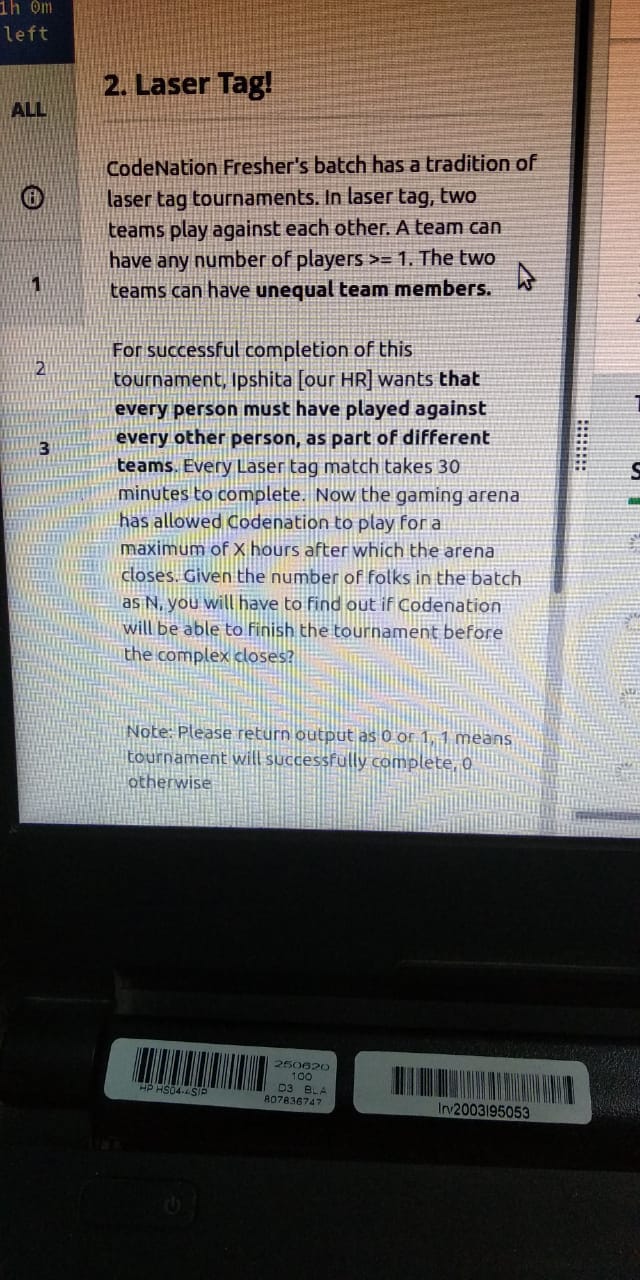 1h 0m
left
2. Laser Tag!
ALL
CodeNation Fresher's batch has a tradition of
laser tag tournaments. In laser tag, two
teams play against each other. A team can
have any number of players >= 1. The two
teams can have unequal team members.
1
For successful completion of this
tournament, Ipshita [our HR] wants that
every person must have played against
every other person, as part of different
teams. Every Laser tag match takes 30
minutes to complete. Now the gaming arena
has allowed Codenation to play for a
maximum of X hours after which the arena
closes. Given the number of folks in the batch
as N, you will have to find out if Codenation
will be able to finish the tournament before
the complex closes?
2
3
Note: Please return output as 0 or 1, 1 means
tournament will successfully complete, 0
otherwise
250620
100
D3 BLA
807836747
HP HS04-4SIP
lrv2003I95053